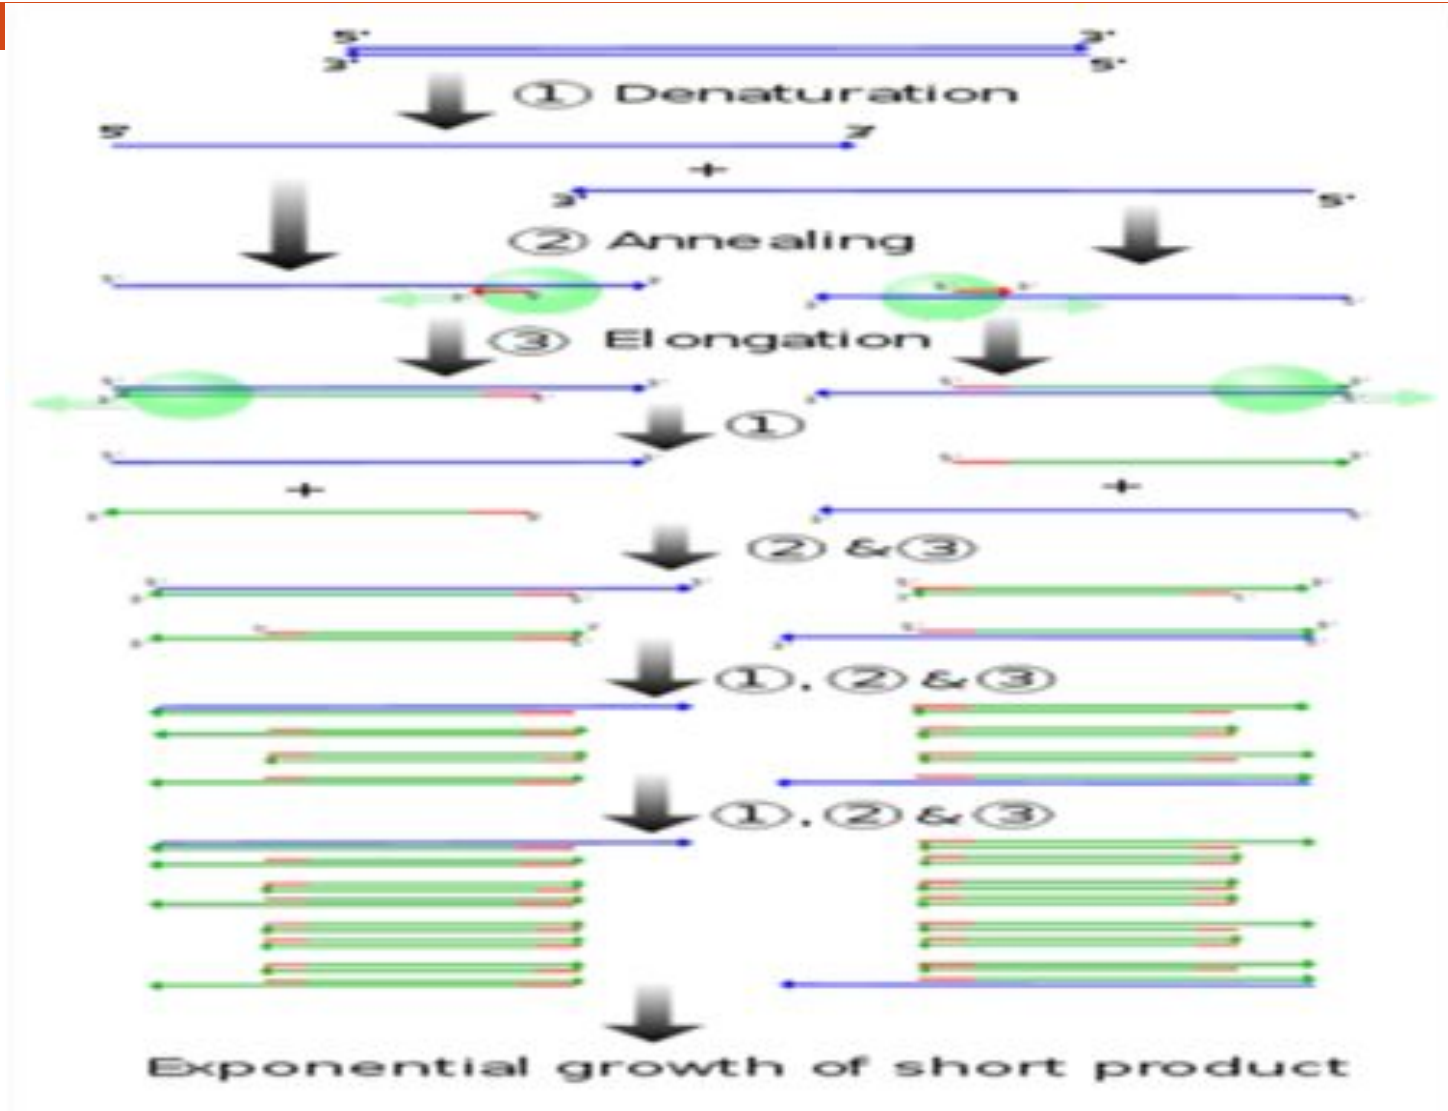 5' 3'
3' 5'
① Denaturation
5' 3'
+
3' 5'
② Annealing
③ Elongation
①
+ +
② & ③
①, ② & ③
①, ② & ③
Exponential growth of short product